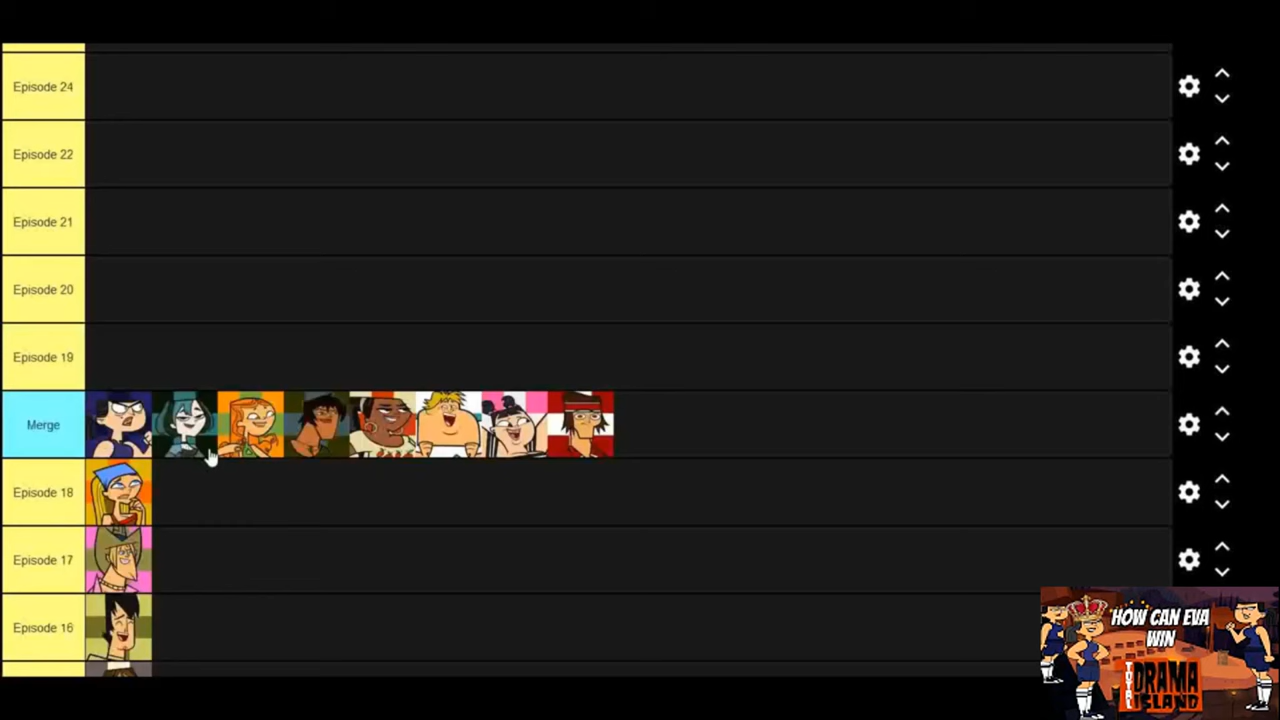 Episode 24
Episode 22
Episode 21
Episode 20
Episode 19
Merge
Episode 18
Episode 17
Episode 16
HOW CAN EVA
WIN
TOTAL
DRAMA
ISLAND